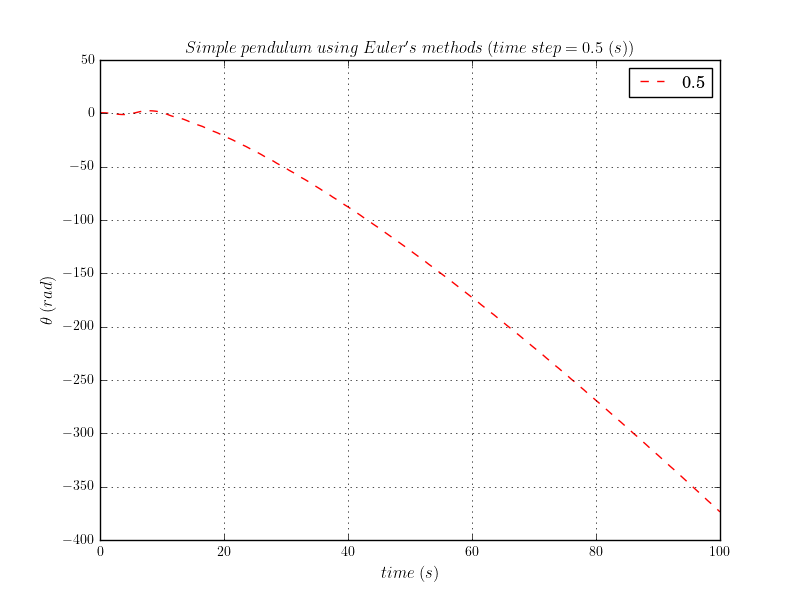 Simple pendulum using Euler's methods (time step = 0.5 (s))
0.5
50
0
−50
−100
−150
−200
−250
−300
−350
−400
θ (rad)
0 20 40 60 80 100
time (s)